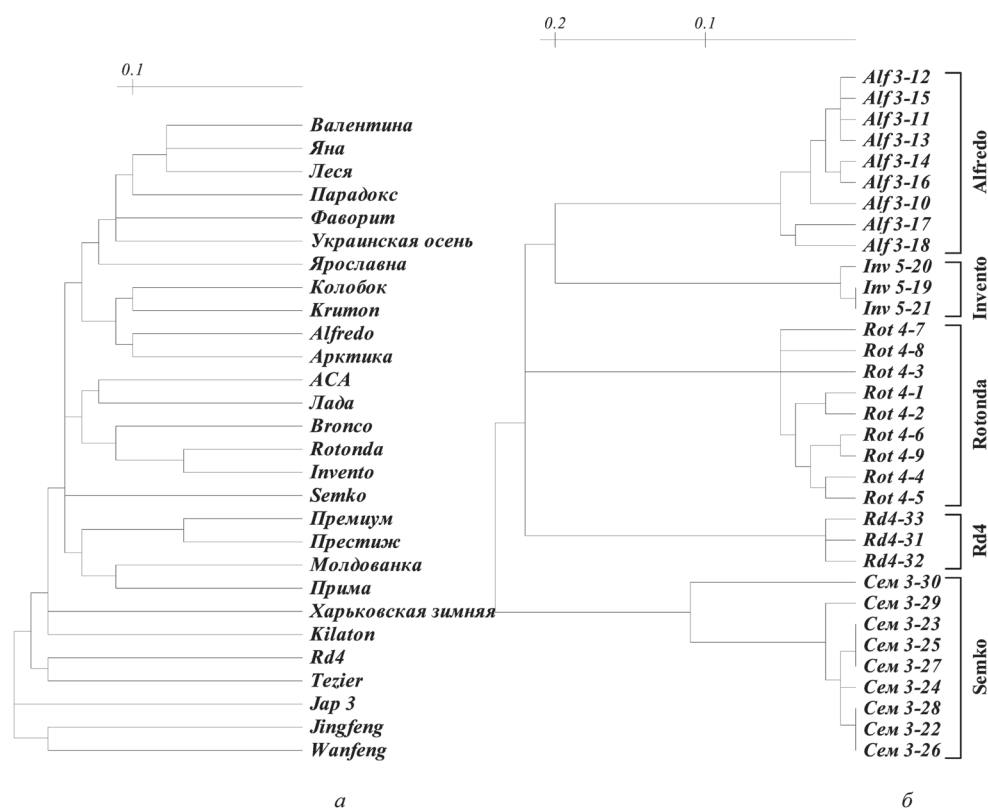 0.1
Валентина
Яна
Леся
Парадокс
Фаворит
Украинская осень
Ярославна
Колобок
Krumon
Alfredo
Арктика
АСА
Лада
Bronco
Rotonda
Invento
Semko
Премиум
Престиж
Молдованка
Прима
Харьковская зимняя
Kilaton
Rd4
Tezier
Jap 3
Jingfeng
Wanfeng
а
0.2 0.1
Alf 3-12
Alf 3-15
Alf 3-11
Alf 3-13
Alf 3-14
Alf 3-16
Alf 3-10
Alf 3-17
Alf 3-18
Alfredo
Inv 5-20
Inv 5-19
Inv 5-21
Invento
Rot 4-7
Rot 4-8
Rot 4-3
Rot 4-1
Rot 4-2
Rot 4-6
Rot 4-9
Rot 4-4
Rot 4-5
Rotonda
Rd4-33
Rd4-31
Rd4-32
Rd4
Сем 3-30
Сем 3-29
Сем 3-23
Сем 3-25
Сем 3-27
Сем 3-24
Сем 3-28
Сем 3-22
Сем 3-26
Semko
б